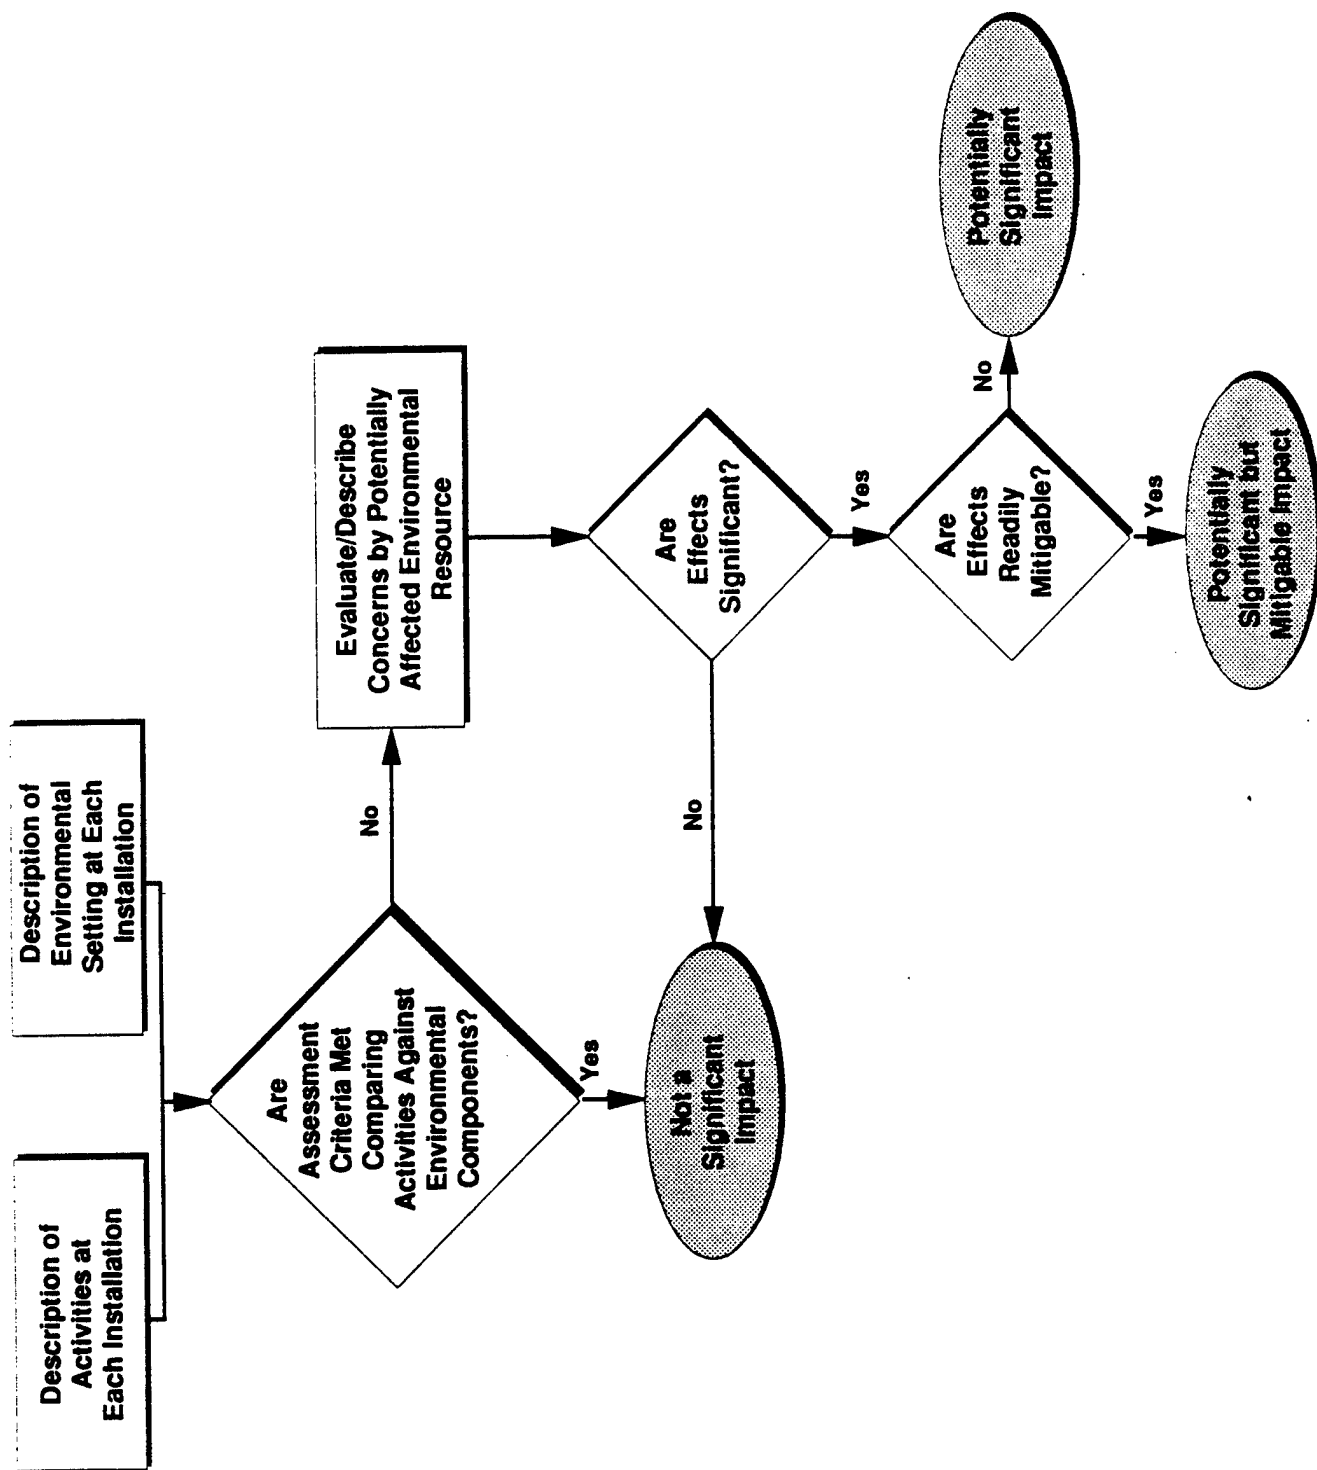 Description of
Activities at
Each Installation
Description of
Environmental
Setting at Each
Installation
Are
Assessment
Criteria Met
Comparing
Activities Against
Environmental
Components?
No
Yes
Evaluate/Describe
Concerns by Potentially
Affected Environmental
Resource
Not a
Significant
Impact
No
Are
Effects
Significant?
Yes
Are
Effects
Readily
Mitigable?
No
Yes
Potentially
Significant
Impact
Potentially
Significant but
Mitigable Impact